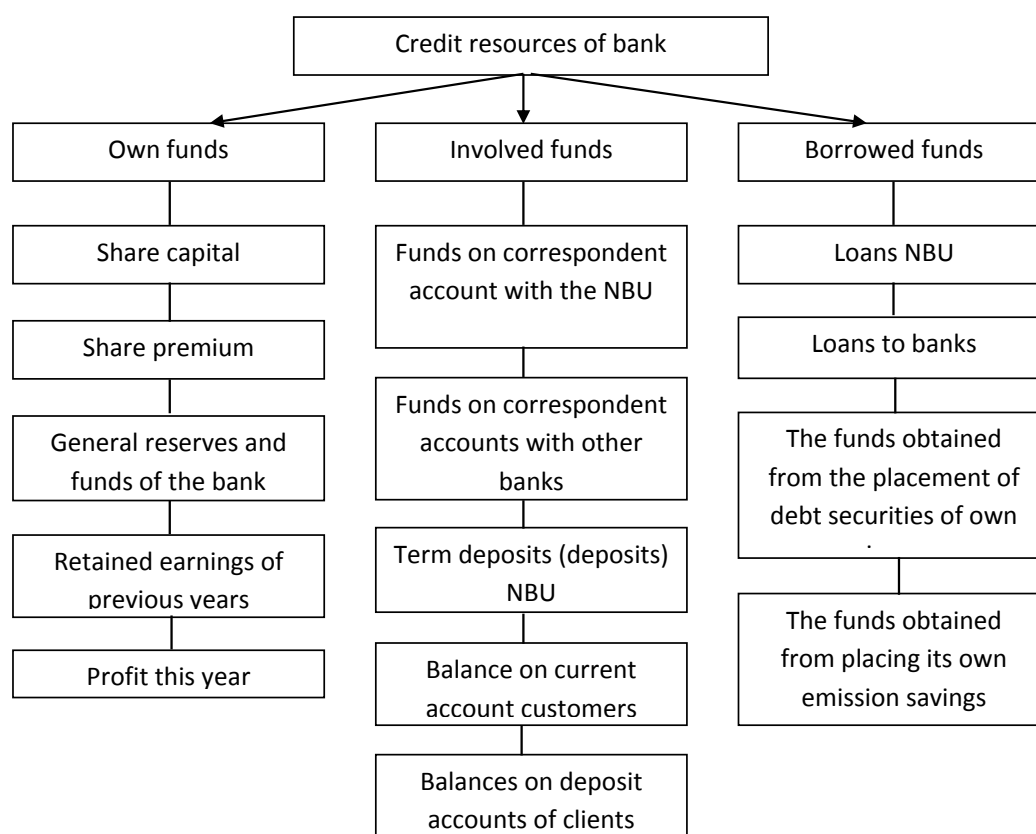 Credit resources of bank
Own funds
Share capital
Share premium
General reserves and
funds of the bank
Retained earnings of
previous years
Profit this year
Involved funds
Funds on correspondent
account with the NBU
Funds on correspondent
accounts with other
banks
Term deposits (deposits)
NBU
Balance on current
account customers
Balances on deposit
accounts of clients
Borrowed funds
Loans NBU
Loans to banks
The funds obtained
from the placement of
debt securities of own
The funds obtained
from placing its own
emission savings